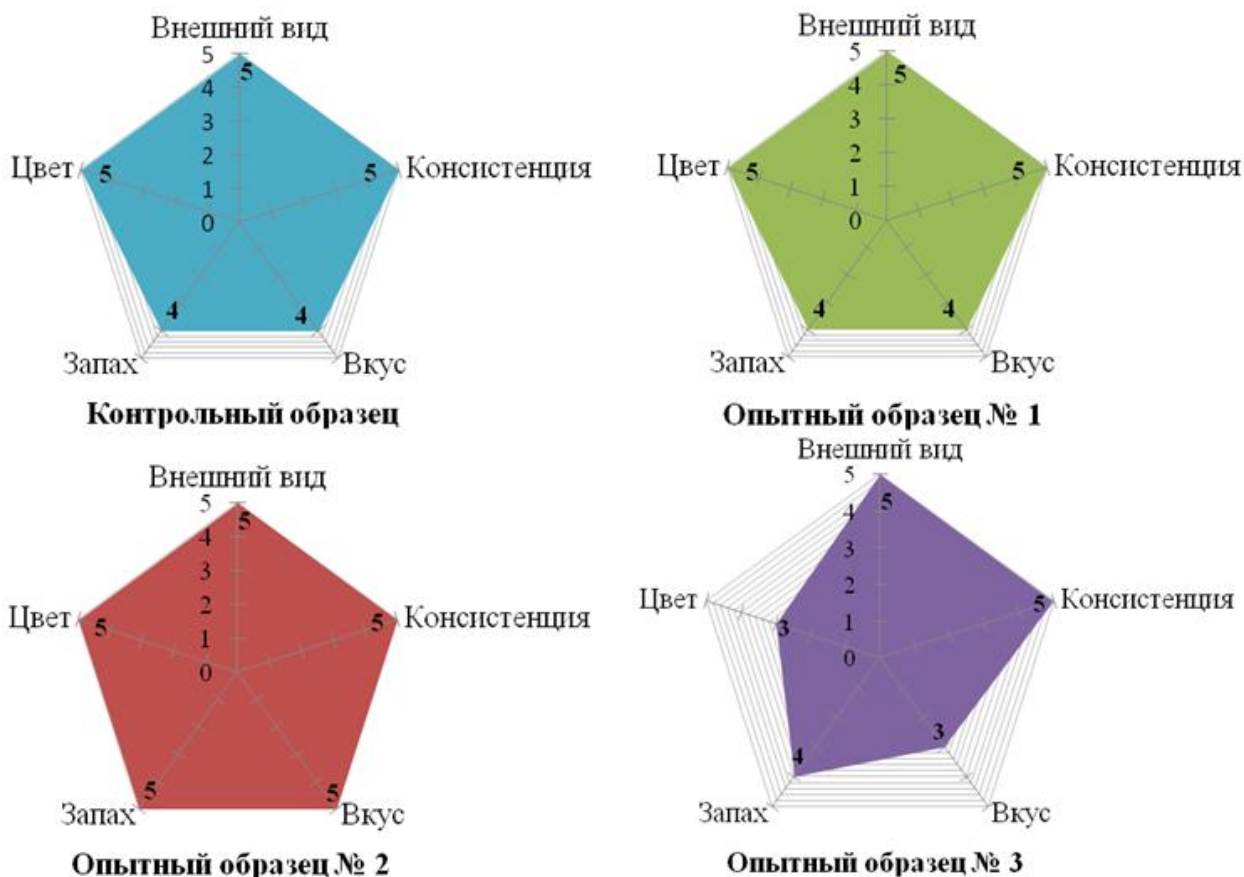 Внешний вид
5
5
4
3
2
1
0
Цвет
5
5
Консистенция
4
4
Запах
Вкус
Контрольный образец
Внешний вид
5
5
4
3
2
1
0
Цвет
5
5
Консистенция
4
4
Запах
Вкус
Опытный образец № 1
Внешний вид
5
5
4
3
2
1
0
Цвет
5
5
Консистенция
5
5
Запах
Вкус
Опытный образец № 2
Внешний вид
5
5
4
3
2
1
0
Цвет
3
5
Консистенция
4
3
Запах
Вкус
Опытный образец № 3